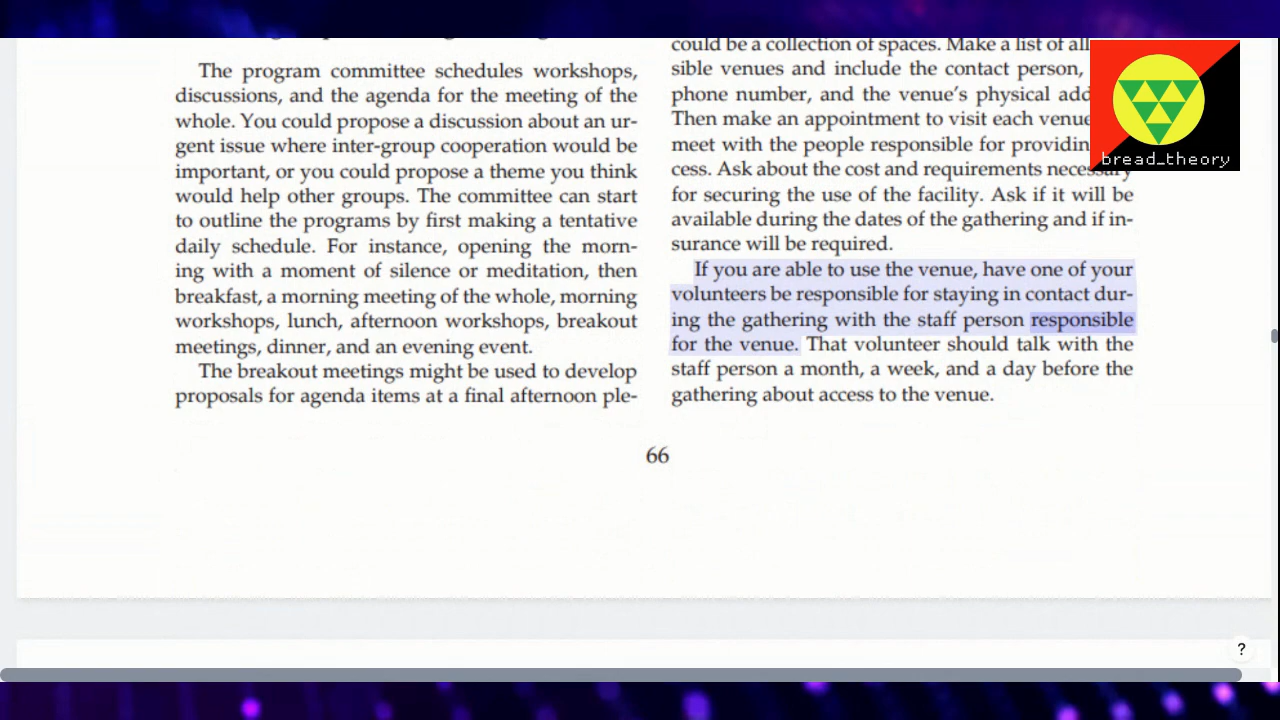 The program committee schedules workshops,
discussions, and the agenda for the meeting of the
whole. You could propose a discussion about an ur-
gent issue where inter-group cooperation would be
important, or you could propose a theme you think
would help other groups. The committee can start
to outline the programs by first making a tentative
daily schedule. For instance, opening the morn-
ing with a moment of silence or meditation, then
breakfast, a morning meeting of the whole, morning
workshops, lunch, afternoon workshops, breakout
meetings, dinner, and an evening event.
The breakout meetings might be used to develop
proposals for agenda items at a final afternoon ple-
could be a collection of spaces. Make a list of all
sible venues and include the contact person,
phone number, and the venue's physical add
Then make an appointment to visit each venue
meet with the people responsible for providin
cess. Ask about the cost and requirements necessary
for securing the use of the facility. Ask if it will be
available during the dates of the gathering and if in-
surance will be required.
If you are able to use the venue, have one of your
volunteers be responsible for staying in contact dur-
ing the gathering with the staff person responsible
for the venue. That volunteer should talk with the
staff person a month, a week, and a day before the
gathering about access to the venue.
66
bread_theory
?